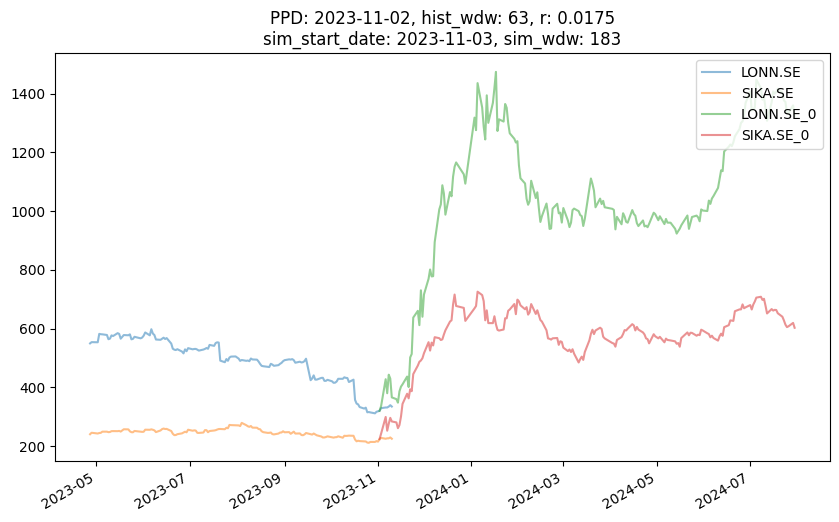 PPD: 2023-11-02, hist_wdw: 63, r: 0.0175
sim_start_date: 2023-11-03, sim_wdw: 183
LONN.SE
SIKA.SE
LONN.SE_0
SIKA.SE_0
1400
1200
1000
800
600
400
200
2023-05
2023-07
2023-09
2023-11
2024-01
2024-03
2024-05
2024-07